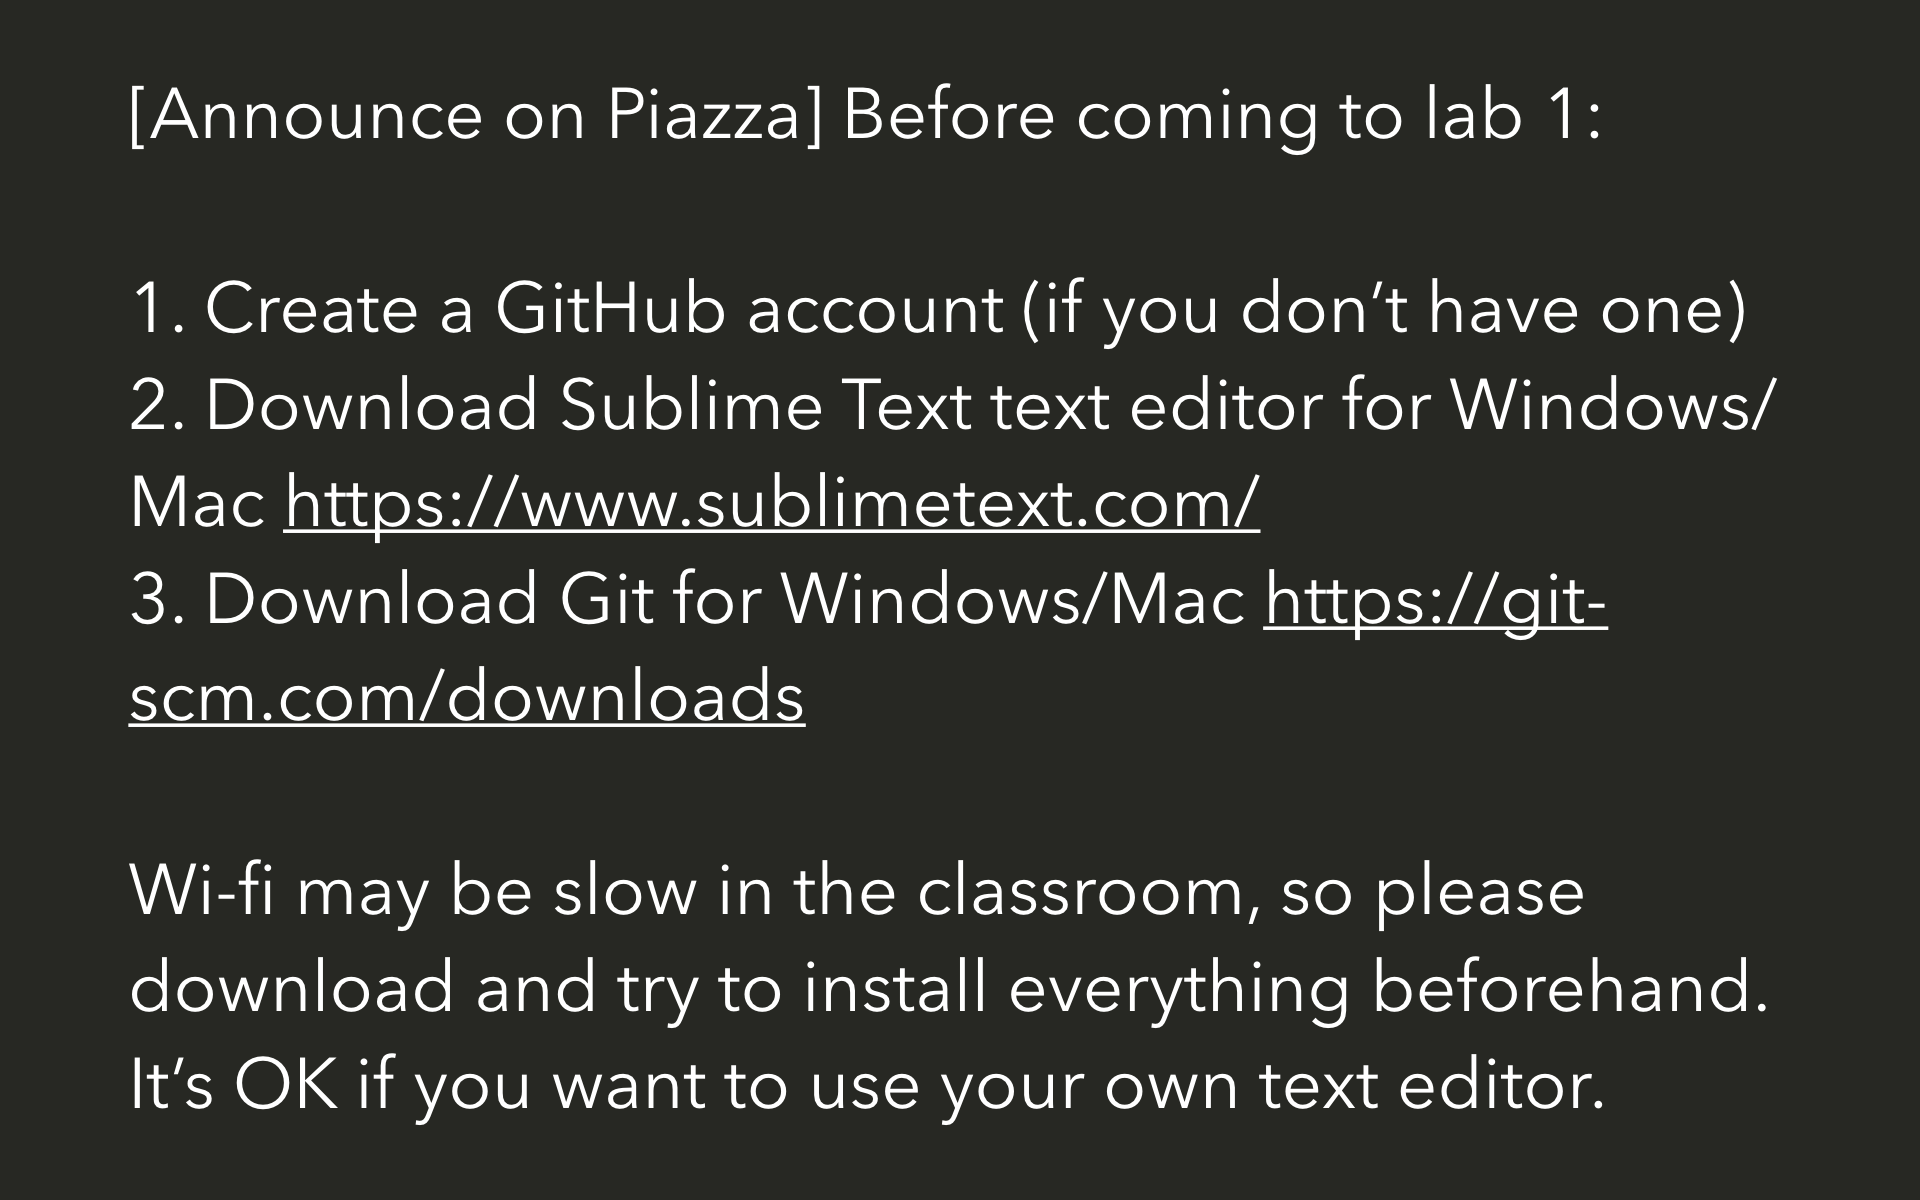 [Announce on Piazza] Before coming to lab 1:
1. Create a GitHub account (if you don’t have one)
2. Download Sublime Text text editor for Windows/
Mac https://www.sublimetext.com/
3. Download Git for Windows/Mac https://git-
scm.com/downloads
Wi-fi may be slow in the classroom, so please
download and try to install everything beforehand.
It’s OK if you want to use your own text editor.